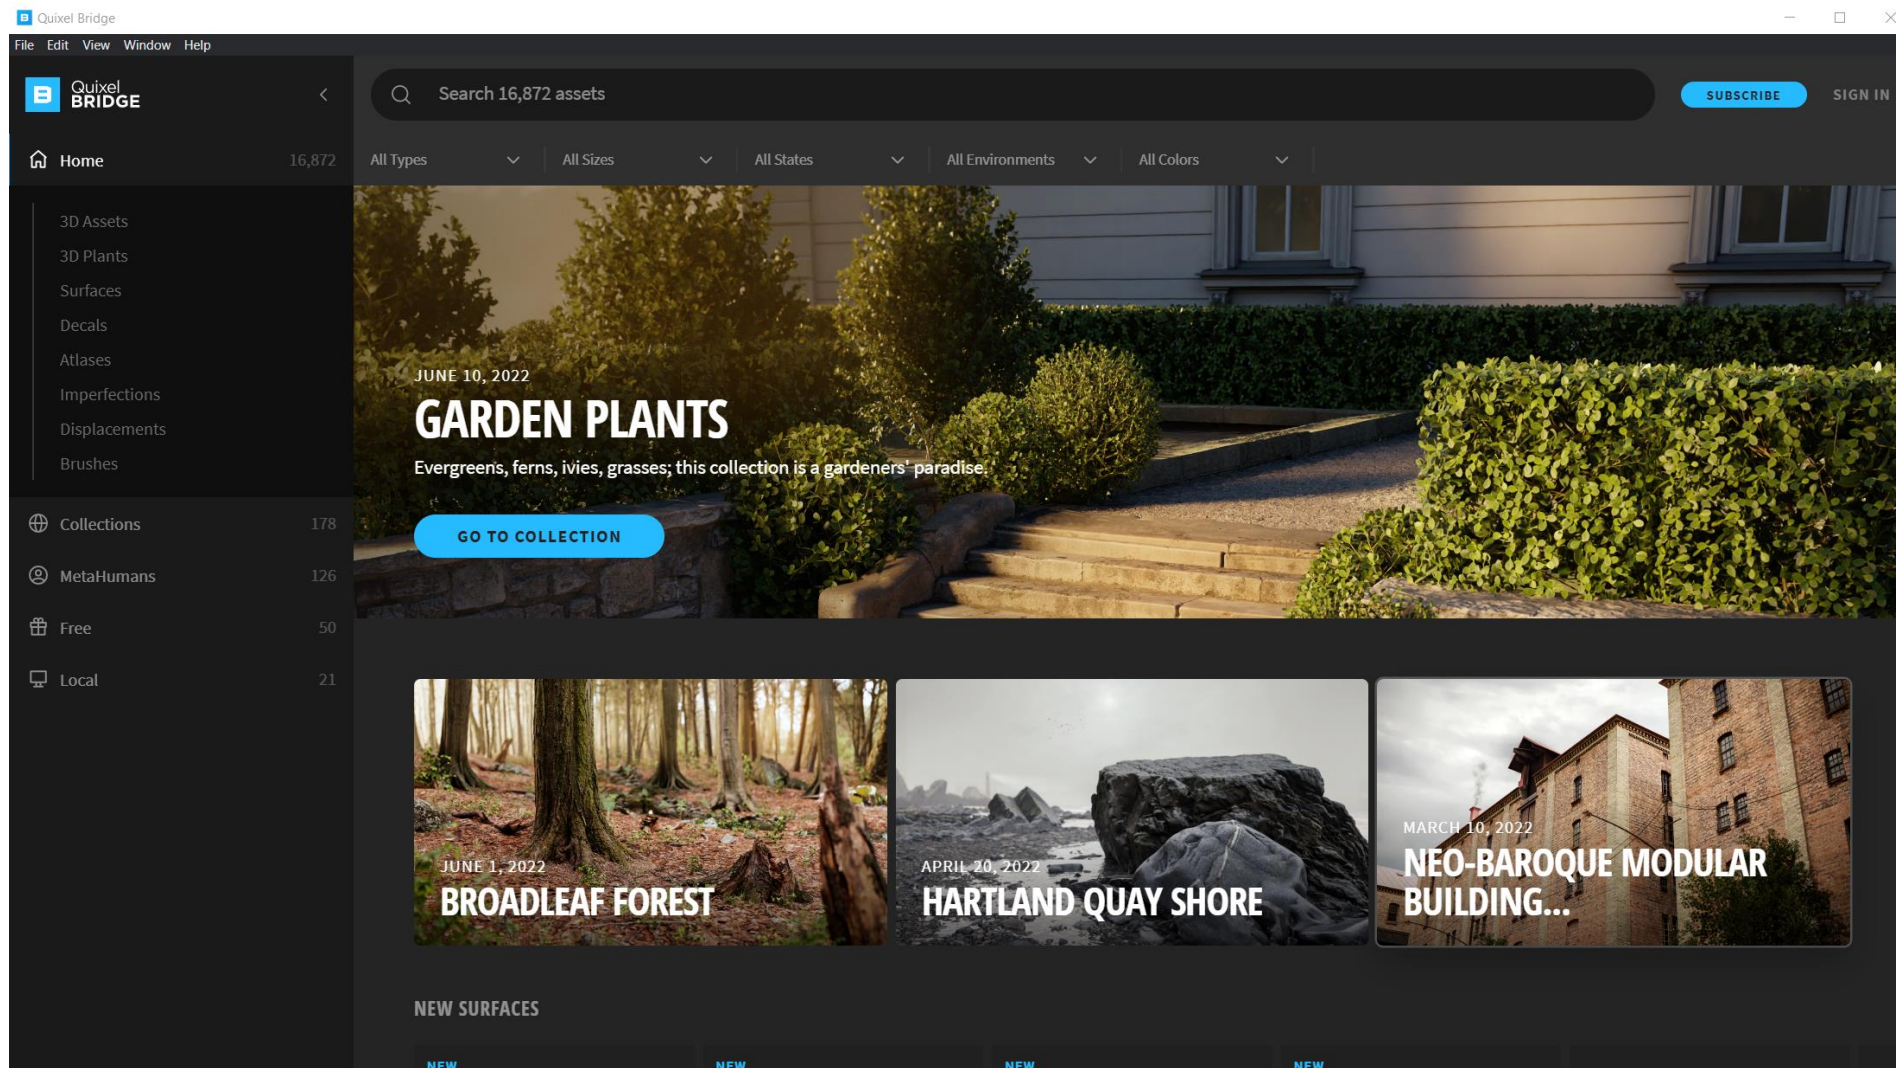 Quixel Bridge
File Edit View Window Help
Quixel
BRIDGE
Search 16,872 assets
SUBSCRIBE
SIGN IN
Home 16,872
All Types
All Sizes
All States
All Environments
All Colors
3D Assets
3D Plants
Surfaces
Decals
Atlases
Imperfections
Displacements
Brushes
Collections 178
MetaHumans 126
Free 50
Local 21
JUNE 10, 2022
GARDEN PLANTS
Evergreens, ferns, ivies, grasses; this collection is a gardeners' paradise.
GO TO COLLECTION
JUNE 1, 2022
BROADLEAF FOREST
APRIL 20, 2022
HARTLAND QUAY SHORE
MARCH 10, 2022
NEO-BAROQUE MODULAR
BUILDING...
NEW SURFACES
NEW
NEW
NEW
NEW